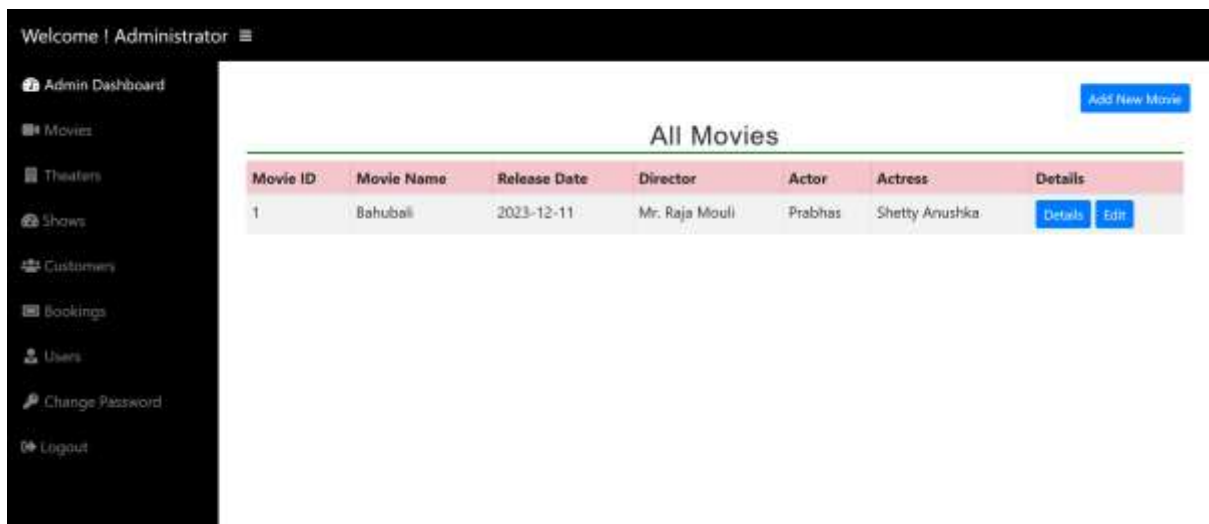 Welcome ! Administrator
Admin Dashboard
Movies
Theaters
Shows
Customers
Bookings
Users
Change Password
Logout
Add New Movie
All Movies
Movie ID Movie Name Release Date Director Actor Actress Details
1 Bahubali 2023-12-11 Mr. Raja Mouli Prabhas Shetty Anushka Details Edit